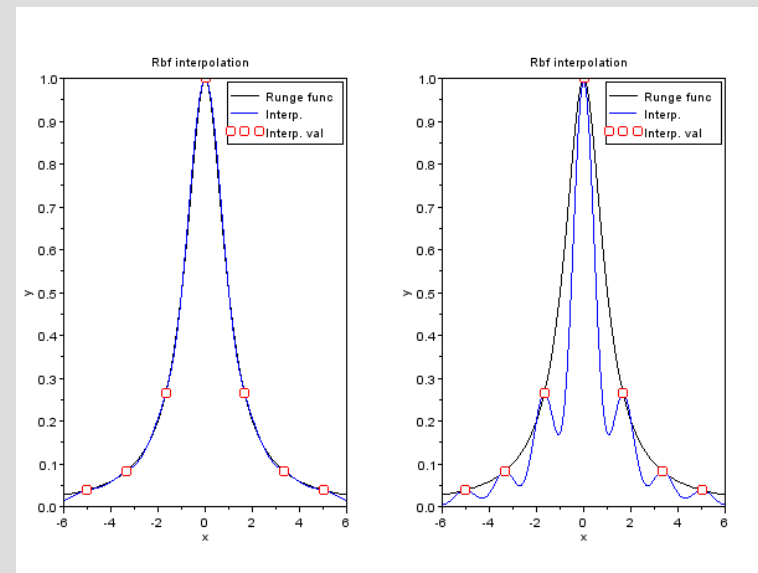 Rbf interpolation
1.0
0.9
0.8
0.7
0.6
0.5
0.4
0.3
0.2
0.1
0.0
y
-6 -4 -2 0 2 4 6
x
Runge func
Interp.
Interp. val
Rbf interpolation
1.0
0.9
0.8
0.7
0.6
0.5
0.4
0.3
0.2
0.1
0.0
y
-6 -4 -2 0 2 4 6
x
Runge func
Interp.
Interp. val